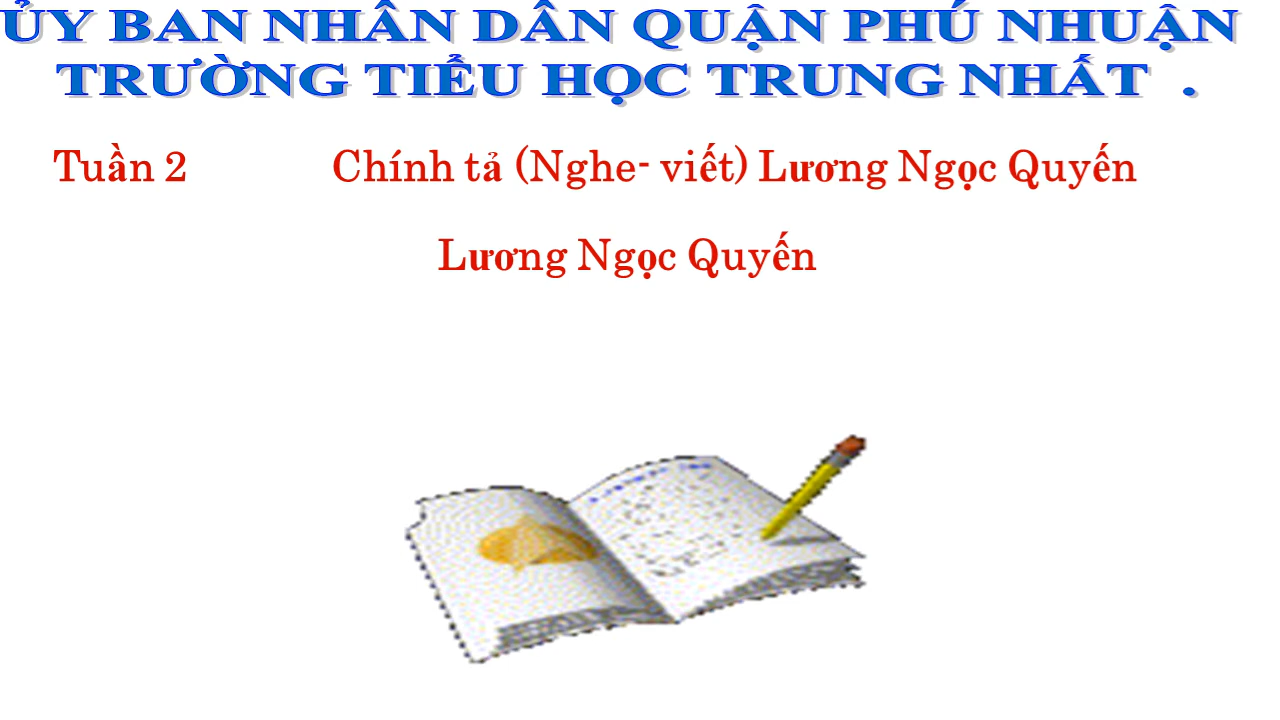 ỦY BAN NHÂN DÂN QUẬN PHÚ NHUẬN
TRƯỜNG TIỂU HỌC TRUNG NHẤT .
Tuần 2 Chính tả (Nghe- viết) Lương Ngọc Quyến
Lương Ngọc Quyến